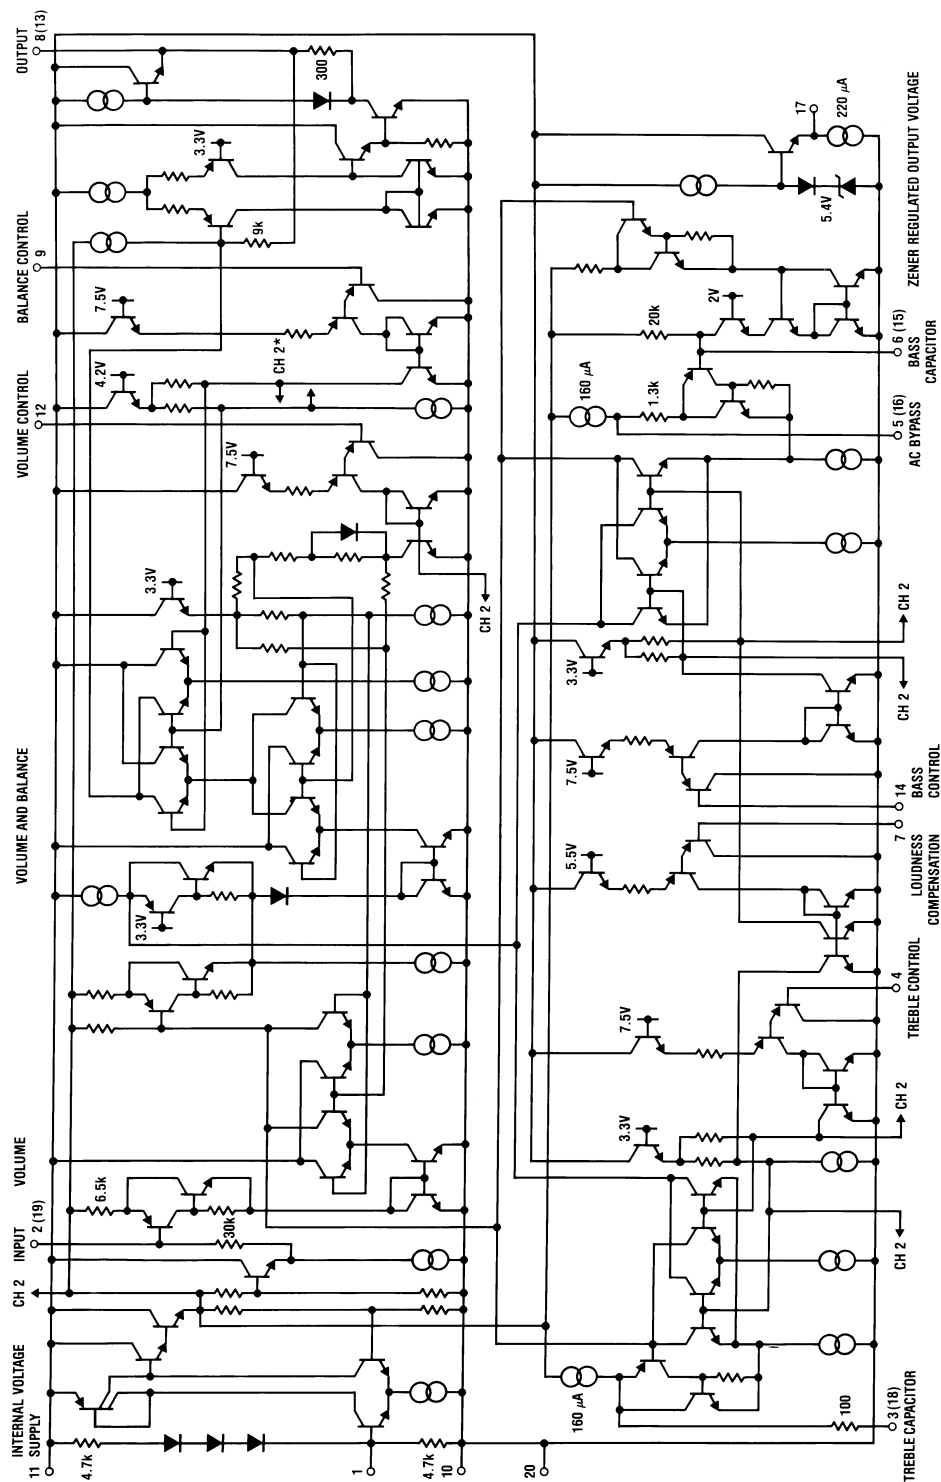 INTERNAL VOLTAGE
SUPPLY
11
4.7k
1
4.7k
10
CH 2
INPUT
2 (19)
30k
6.5k
VOLUME
3.3V
VOLUME AND BALANCE
3.3V
CH 2
7.5V
VOLUME CONTROL
12
4.2V
CH 2*
7.5V
BALANCE CONTROL
9
9k
3.3V
300
OUTPUT
8 (13)
20
160 µA
100
3 (18)
TREBLE CAPACITOR
CH 2
3.3V
CH 2
7.5V
4
TREBLE CONTROL
5.5V
7
LOUDNESS
COMPENSATION
7.5V
14
BASS
CONTROL
3.3V
CH 2
CH 2
160 µA
1.3k
5 (16)
AC BYPASS
20k
2V
6 (15)
BASS
CAPACITOR
5.4V
17
220 µA
ZENER REGULATED OUTPUT VOLTAGE